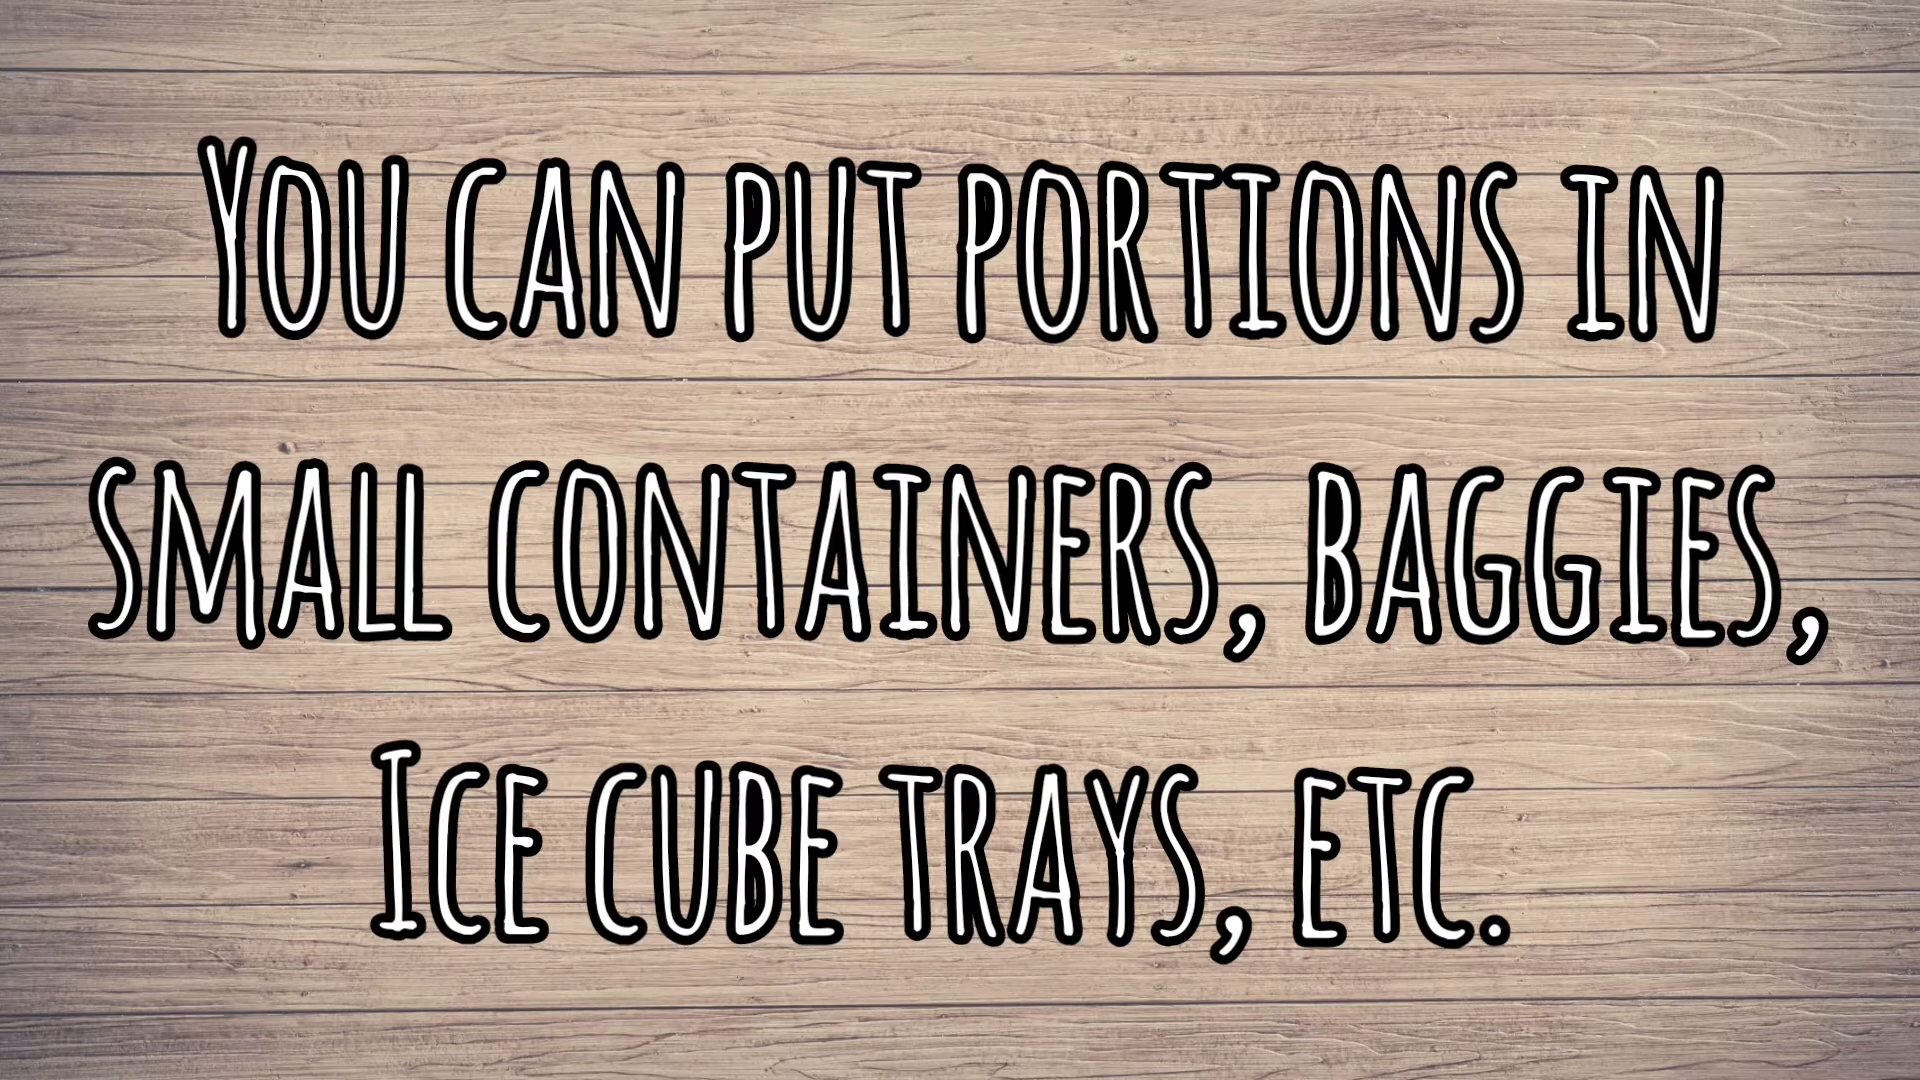 You can put portions in
small containers, baggies,
Ice cube trays, etc.